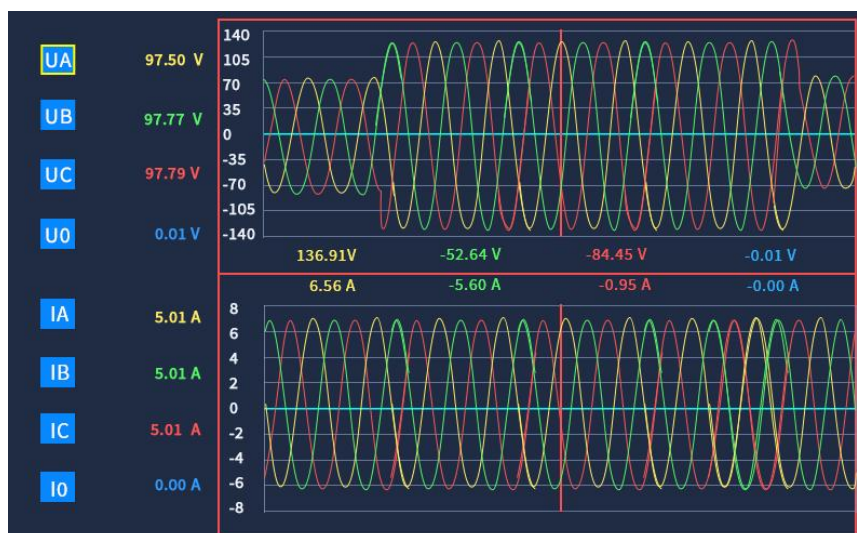 UA 97.50 V
UB 97.77 V
UC 97.79 V
U0 0.01 V
140
105
70
35
0
-35
-70
-105
-140
136.91V -52.64 V -84.45 V -0.01 V
6.56 A -5.60 A -0.95 A -0.00 A
IA 5.01 A
IB 5.01 A
IC 5.01 A
I0 0.00 A
8
6
4
2
0
-2
-4
-6
-8